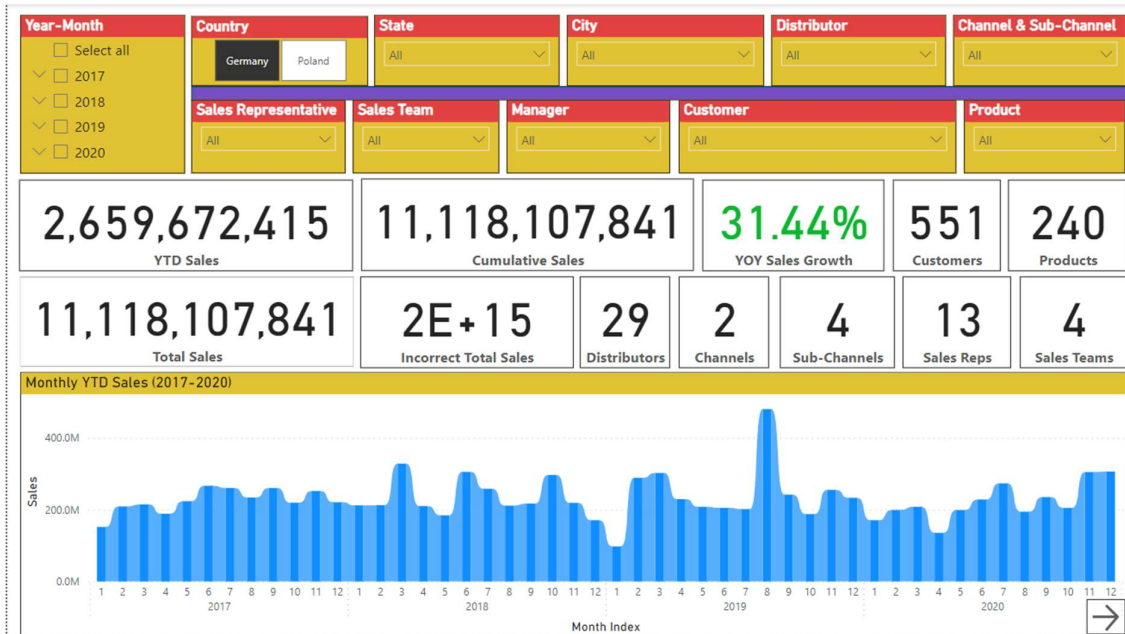 Year-Month
Select all
2017
2018
2019
2020
Country
Germany
Poland
State
All
City
All
Distributor
All
Channel & Sub-Channel
All
Sales Representative
All
Sales Team
All
Manager
All
Customer
All
Product
All
2,659,672,415
YTD Sales
11,118,107,841
Cumulative Sales
31.44%
YOY Sales Growth
551
Customers
240
Products
11,118,107,841
Total Sales
2E+15
Incorrect Total Sales
29
Distributors
2
Channels
4
Sub-Channels
13
Sales Reps
4
Sales Teams
Monthly YTD Sales (2017-2020)
Sales
400.0M
200.0M
0.0M
1 2 3 4 5 6 7 8 9 10 11 12 1 2 3 4 5 6 7 8 9 10 11 12 1 2 3 4 5 6 7 8 9 10 11 12 1 2 3 4 5 6 7 8 9 10 11 12
2017 2018 2019 2020
Month Index